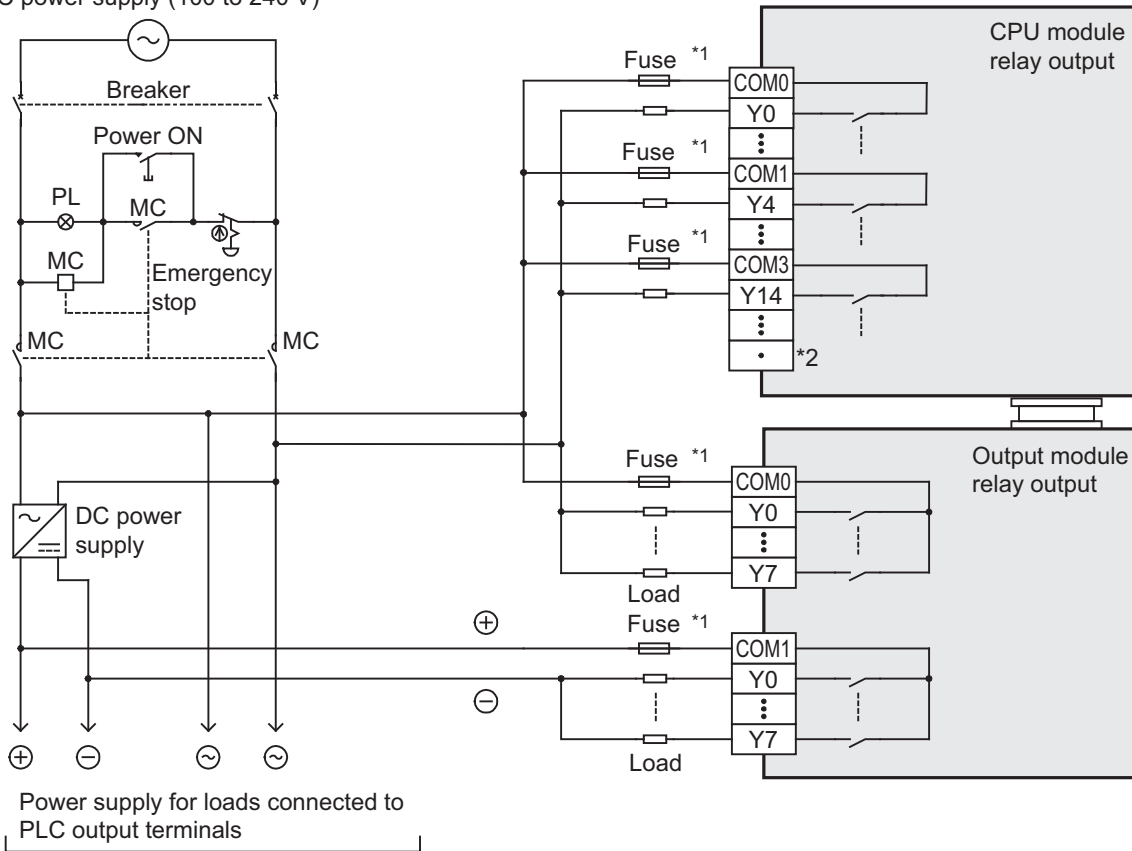 C power supply (100 to 240 V)
Breaker
Power ON
PL
MC
MC
Emergency
stop
MC
MC
DC power
supply
+
−
Power supply for loads connected to
PLC output terminals
CPU module
relay output
Fuse *1
COM0
Y0
Fuse *1
COM1
Y4
Fuse *1
COM3
Y14
*2
Output module
relay output
Fuse *1
COM0
Y0
Y7
Load
+
Fuse *1
COM1
Y0
−
Y7
Load